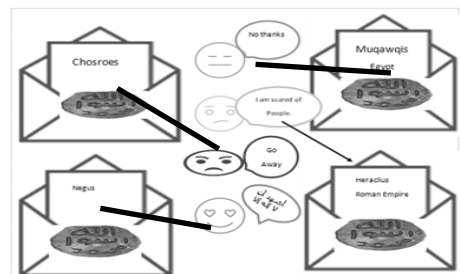 No thanks
Chosroes
Muqawqis
Egypt
I am scared of
People.
Go
Away
Negus
Heraclius
Roman Empire